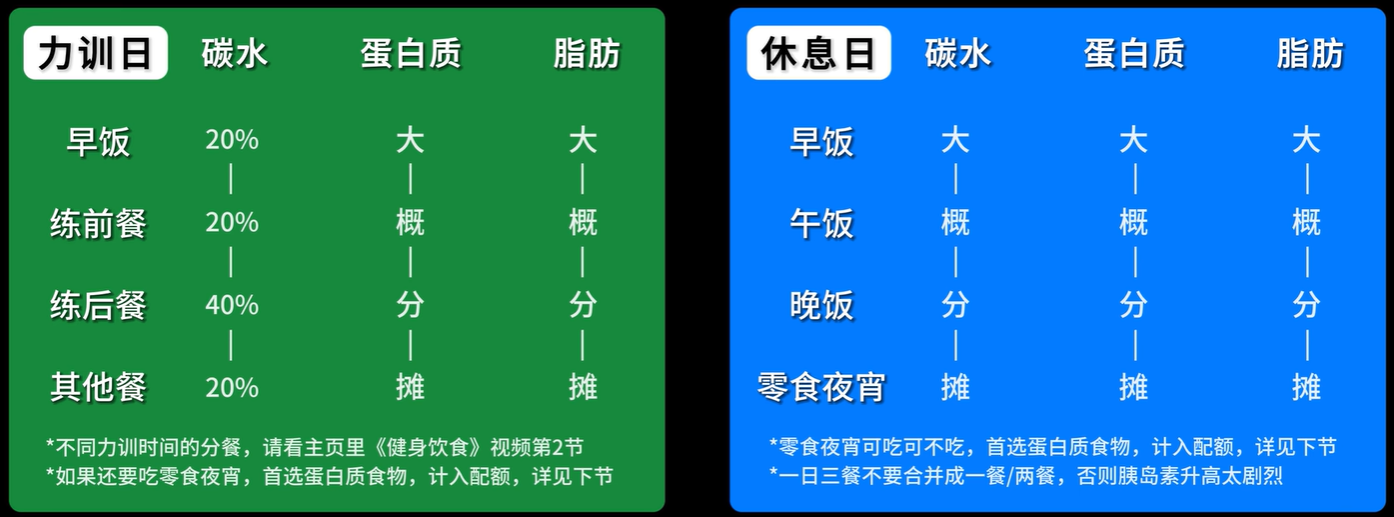 力训日 碳水 蛋白质 脂肪
早饭 20% 大 大
练前餐 20% 概 概
练后餐 40% 分 分
其他餐 20% 摊 摊
*不同力训时间的分餐，请看主页里《健身饮食》视频第2节
*如果还要吃零食夜宵，首选蛋白质食物，计入配额，详见下节
休息日 碳水 蛋白质 脂肪
早饭 大 大 大
午饭 概 概 概
晚饭 分 分 分
零食夜宵 摊 摊 摊
*零食夜宵可吃可不吃，首选蛋白质食物，计入配额，详见下节
*一日三餐不要合并成一餐/两餐，否则胰岛素升高太剧烈